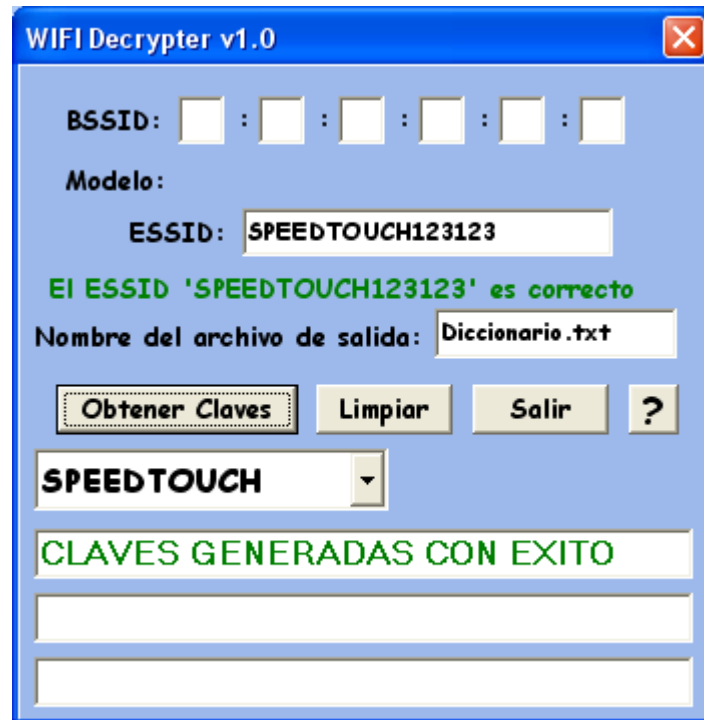 WIFI Decrypter v1.0
BSSID: : : : : :
Modelo:
ESSID: SPEEDTOUCH123123
El ESSID 'SPEEDTOUCH123123' es correcto
Nombre del archivo de salida: Diccionario.txt
Obtener Claves Limpiar Salir ?
SPEEDTOUCH
CLAVES GENERADAS CON EXITO